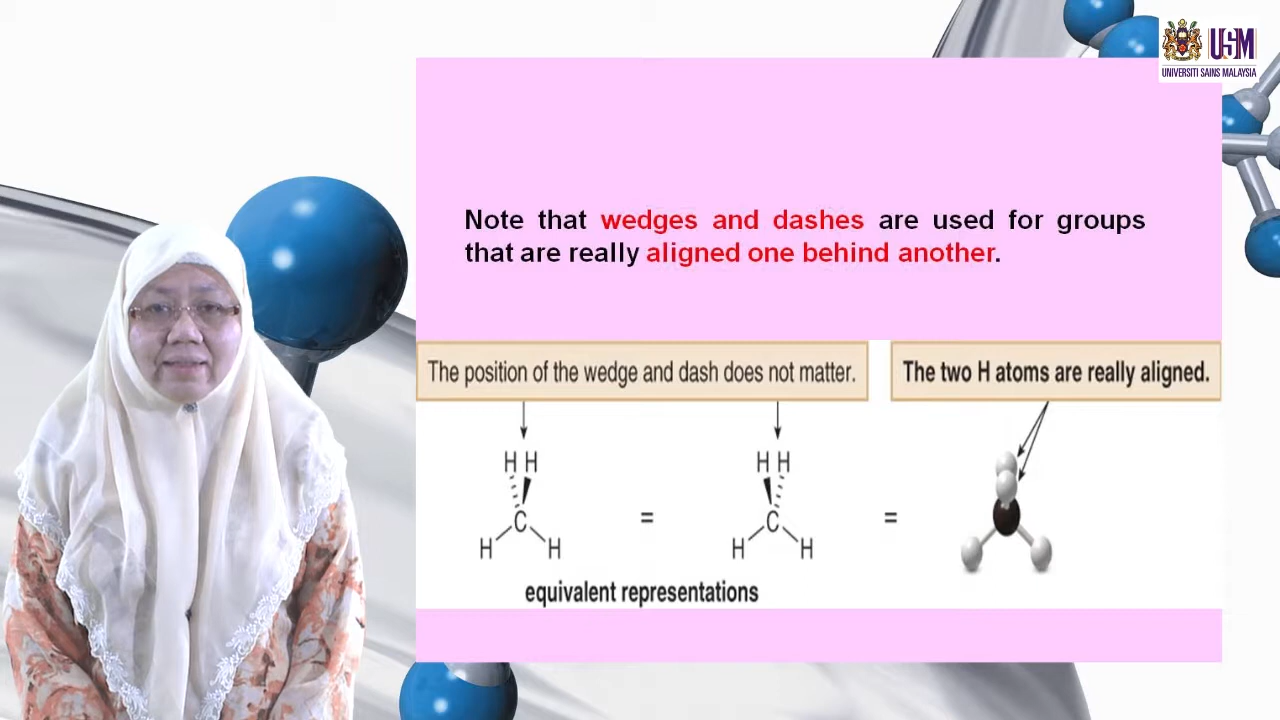 USM
UNIVERSITI SAINS MALAYSIA
Note that wedges and dashes are used for groups
that are really aligned one behind another.
The position of the wedge and dash does not matter.
The two H atoms are really aligned.
H H
C
H H
=
H H
C
H H
=
equivalent representations